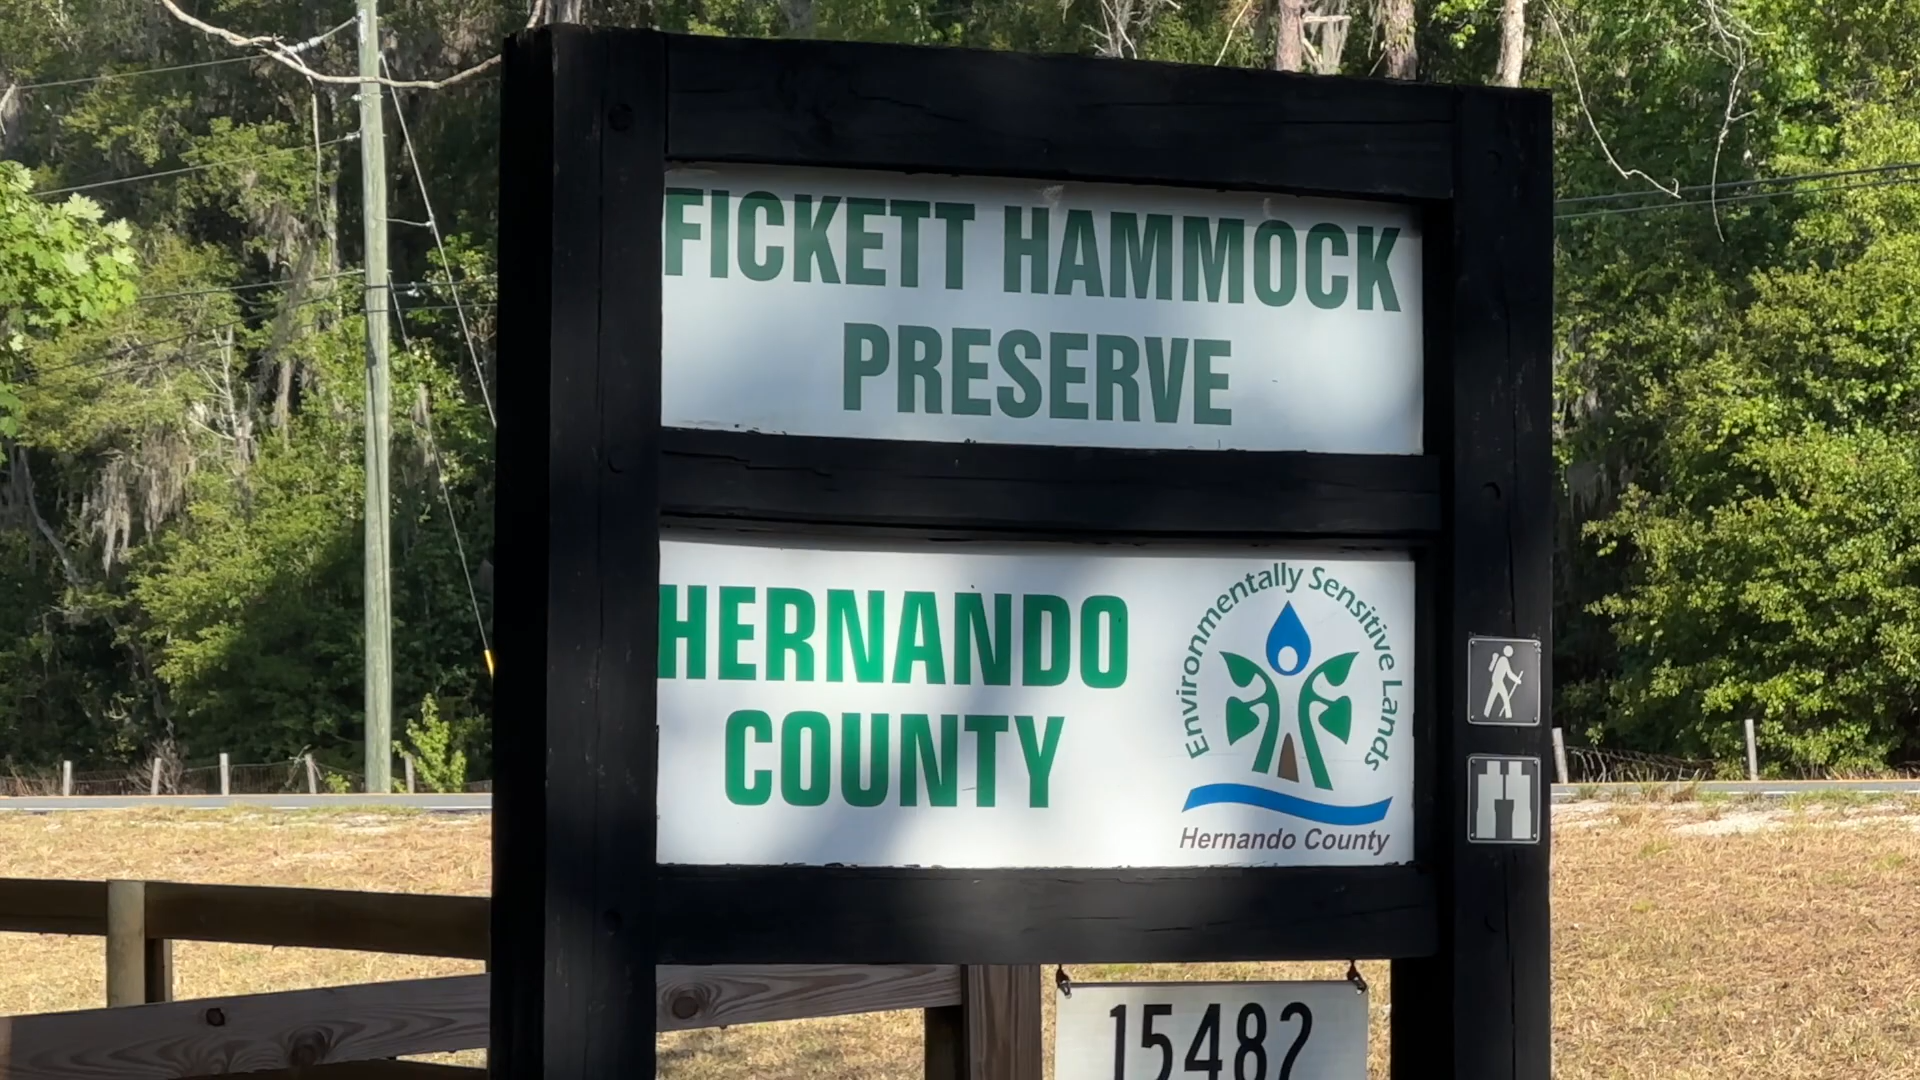 FICKETT HAMMOCK
PRESERVE
HERNANDO
COUNTY
Environmentally Sensitive Lands
Hernando County
15482